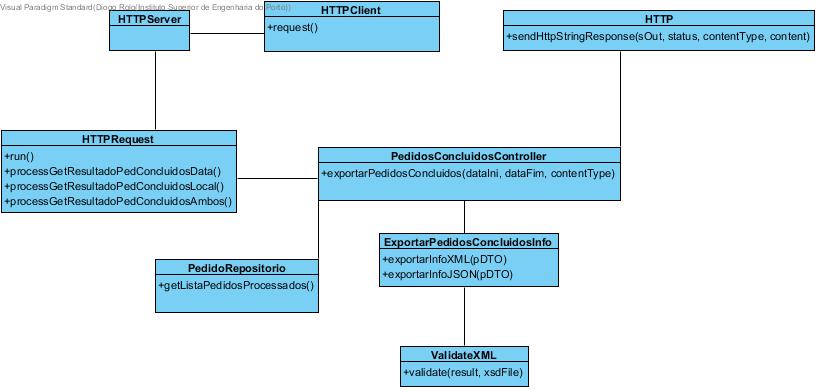 Visual Paradigm Standard(Diogo Rojo/Instituto Superior de Engenharia do Porto))
HTTPServer
HTTPClient
+request()
HTTP
+sendHttpStringResponse(sOut, status, contentType, content)
HTTPRequest
+run()
+processGetResultadoPedConcluidosData()
+processGetResultadoPedConcluidosLocal()
+processGetResultadoPedConcluidosAmbos()
PedidosConcluidosController
+exportarPedidosConcluidos(dataIni, dataFim, contentType)
ExportarPedidosConcluidosInfo
+exportarInfoXML(pDTO)
+exportarInfoJSON(pDTO)
PedidoRepositorio
+getListaPedidosProcessados()
ValidateXML
+validate(result, xsdFile)